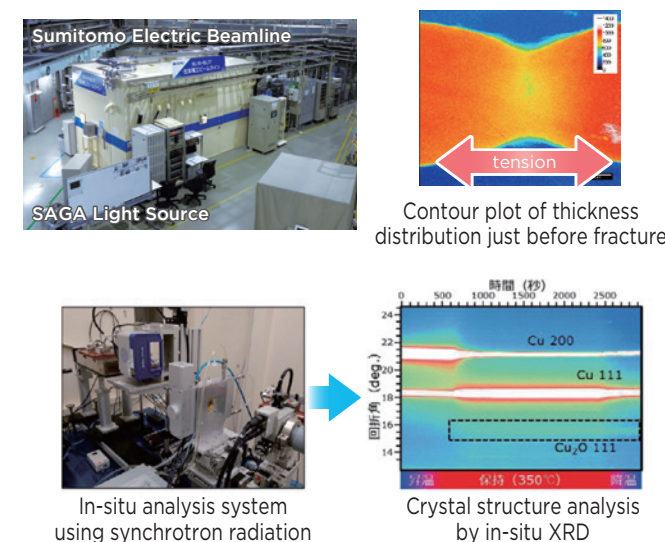 Sumitomo Electric Beamline
SAGA Light Source
tension
Contour plot of thickness
distribution just before fracture
In-situ analysis system
using synchrotron radiation
時間 (秒)
0 500 1000 1500 2000 2500
回折角 (deg.)
24
22
20
18
16
14
Cu 200
Cu 111
Cu₂O 111
昇温 保持 (350℃) 降温
Crystal structure analysis
by in-situ XRD